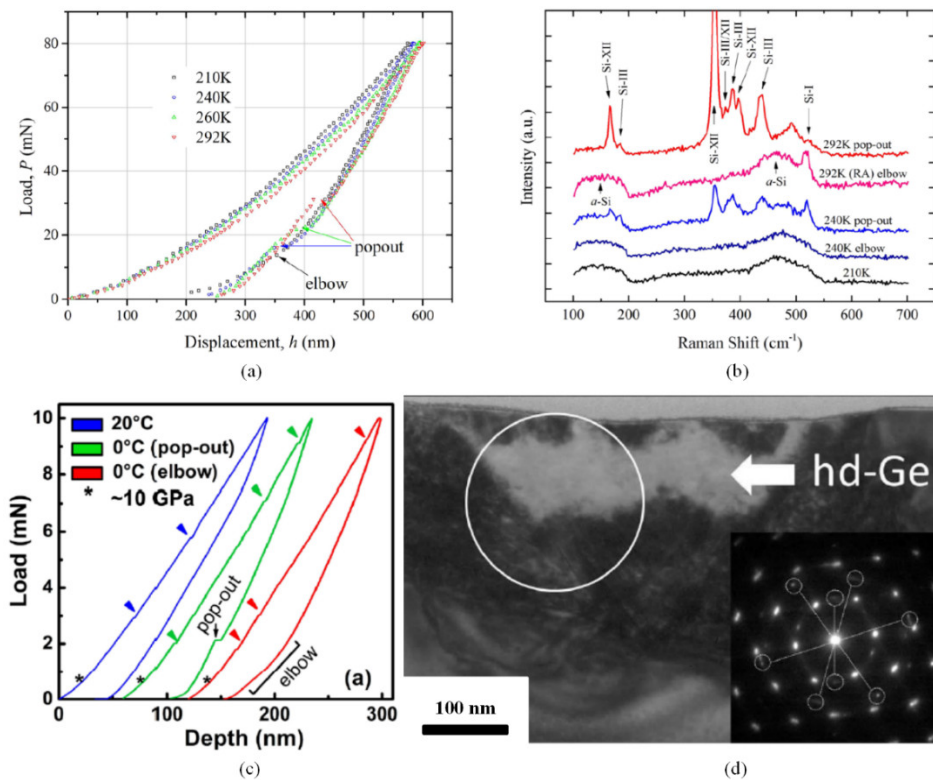 80
60
40
20
0
0
100
200
300
400
500
600
Load, P (mN)
Displacement, h (nm)
210K
240K
260K
292K
popout
elbow
(a)
Intensity (a.u.)
Si-XII
Si-III
Si-III/XII
Si-III
Si-XII
Si-III
Si-I
Si-XII
292K pop-out
292K (RA) elbow
a-Si
a-Si
240K pop-out
240K elbow
210K
100
200
300
400
500
600
700
Raman Shift (cm-1)
(b)
10
8
6
4
2
0
0
100
200
300
Load (mN)
Depth (nm)
20°C
0°C (pop-out)
0°C (elbow)
* ~10 GPa
pop-out
elbow
(a)
(c)
hd-Ge
100 nm
(d)